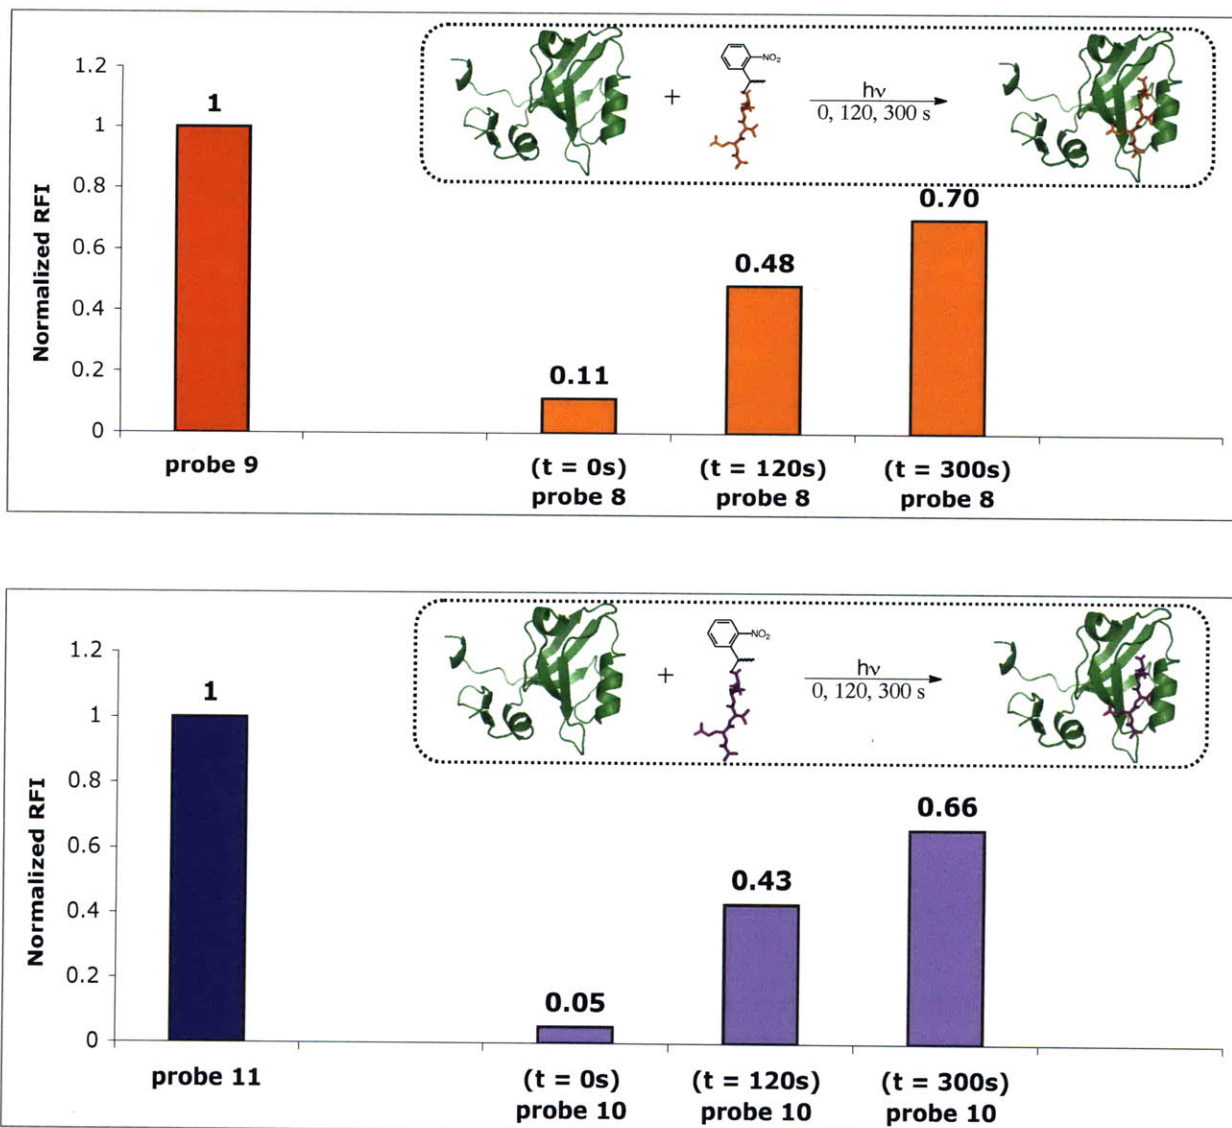 NO₂
+
hν
0, 120, 300 s
Normalized RFI
1.2
1
0.8
0.6
0.4
0.2
0
1
0.11
0.48
0.70
probe 9
(t = 0s)
probe 8
(t = 120s)
probe 8
(t = 300s)
probe 8
NO₂
+
hν
0, 120, 300 s
Normalized RFI
1.2
1
0.8
0.6
0.4
0.2
0
1
0.05
0.43
0.66
probe 11
(t = 0s)
probe 10
(t = 120s)
probe 10
(t = 300s)
probe 10